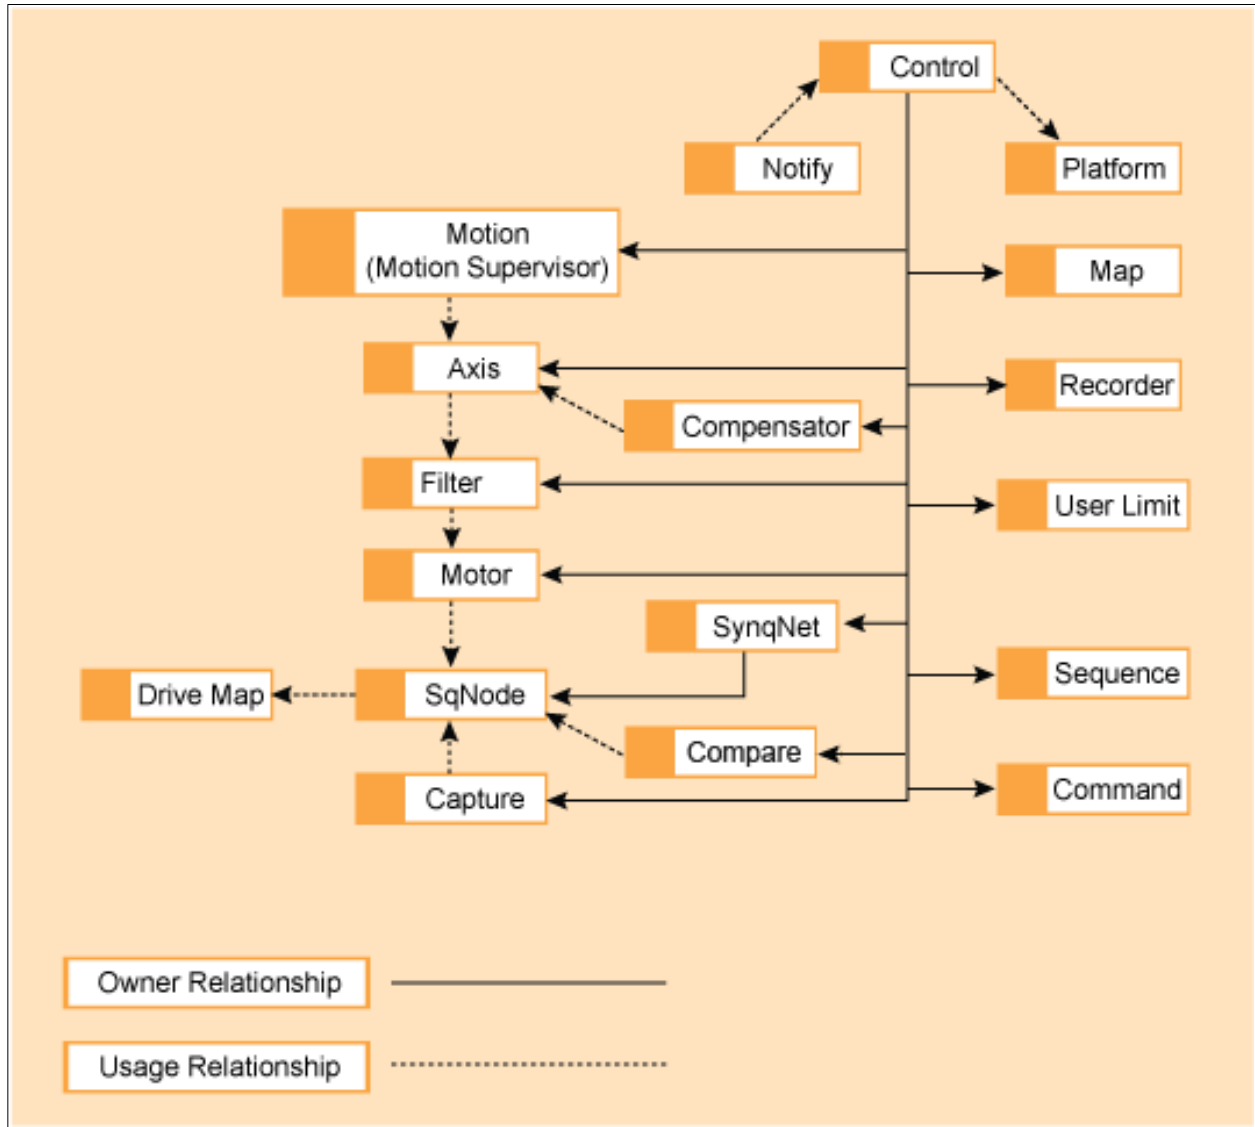 Control
Notify
Platform
Motion
(Motion Supervisor)
Map
Axis
Recorder
Compensator
Filter
User Limit
Motor
SynqNet
Sequence
Drive Map
SqNode
Compare
Capture
Command
Owner Relationship
Usage Relationship